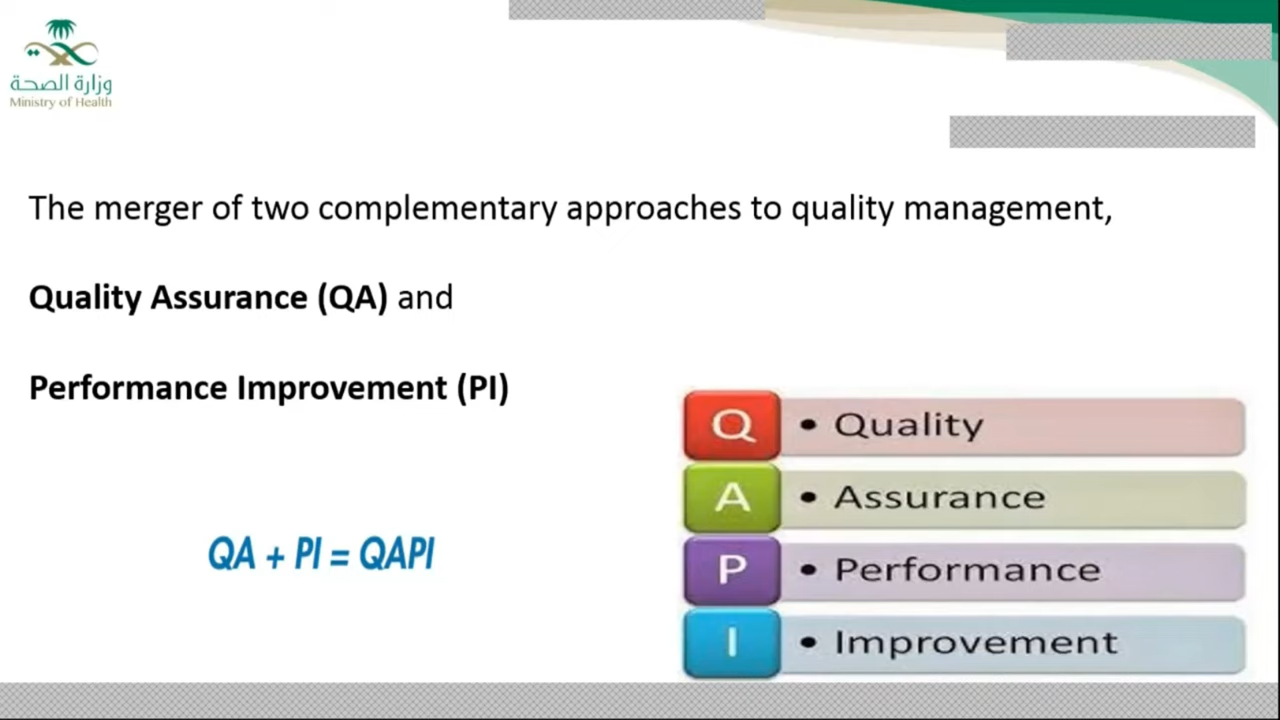 وزارة الصحة
Ministry of Health
The merger of two complementary approaches to quality management,
Quality Assurance (QA) and
Performance Improvement (PI)
QA + PI = QAPI
Q • Quality
A • Assurance
P • Performance
I • Improvement